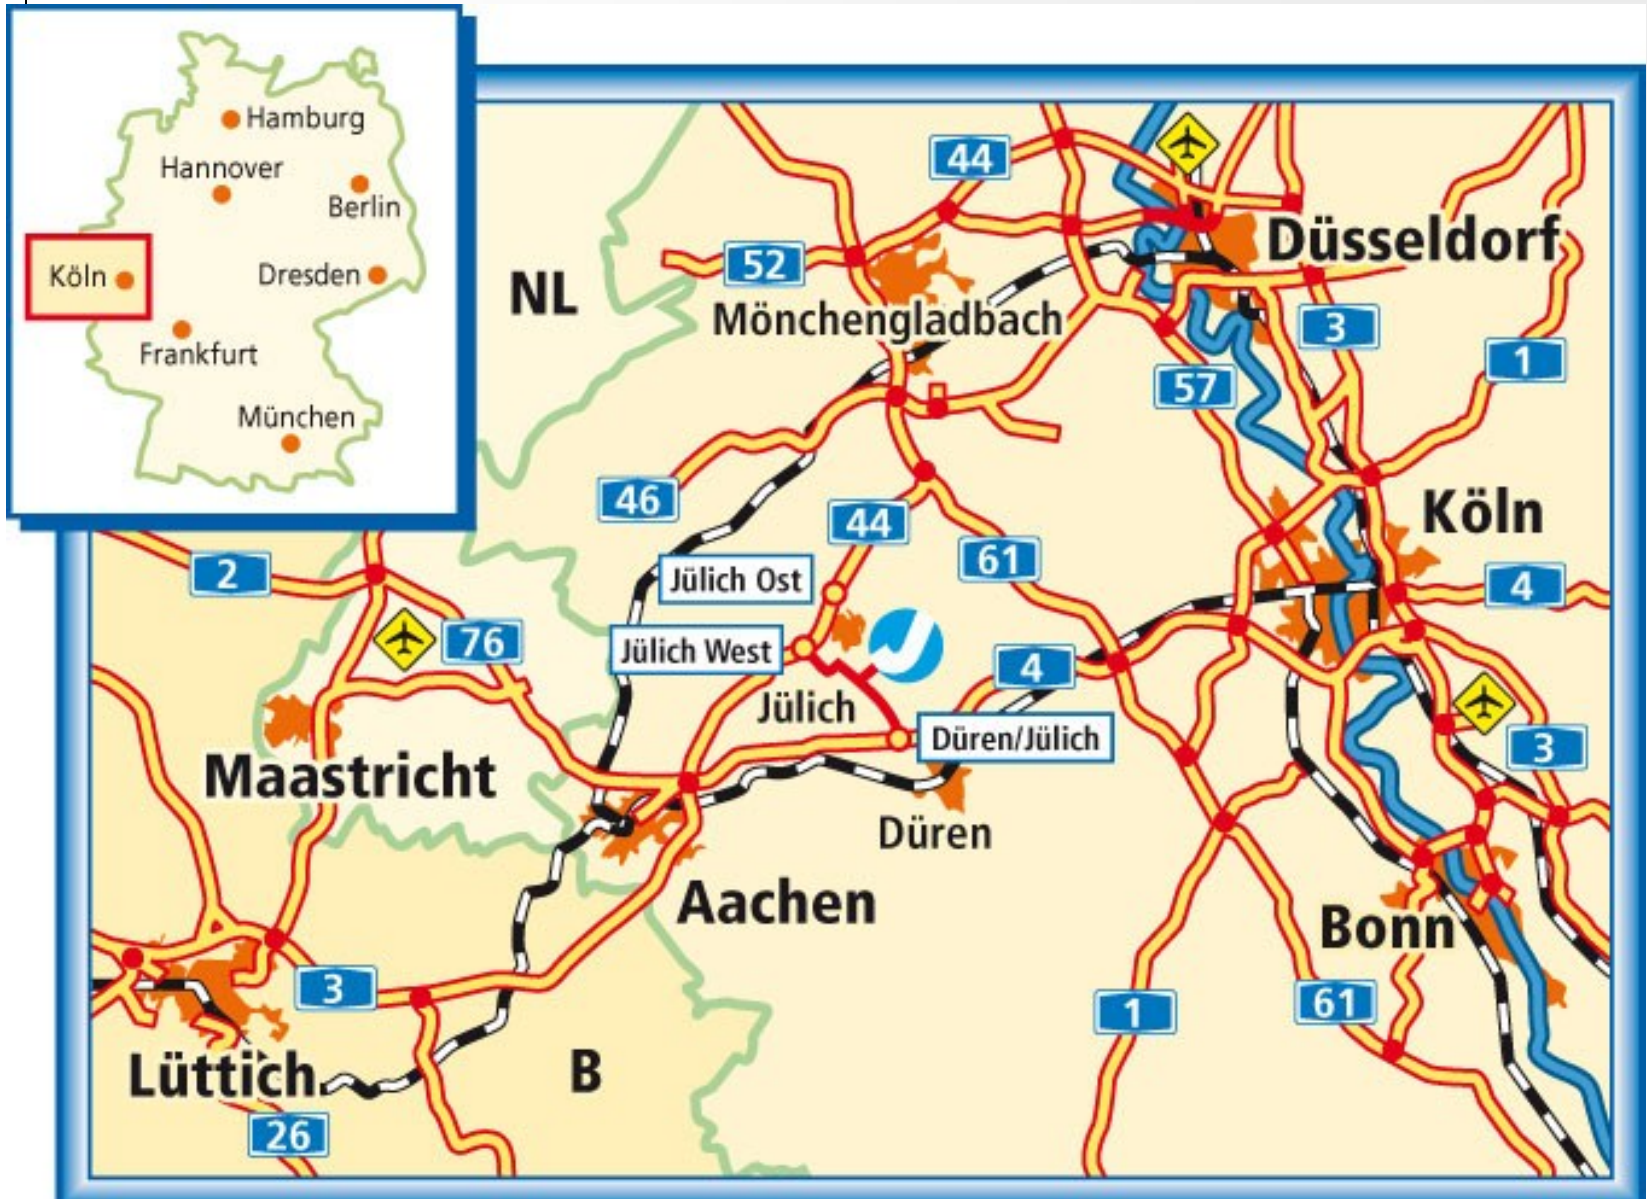 Hamburg
Hannover
Berlin
Köln
Dresden
Frankfurt
München
44
52
Düsseldorf
NL
Mönchengladbach
3
57
1
46
44
Köln
61
Jülich Ost
2
4
76
Jülich West
4
Jülich
Düren/Jülich
3
Maastricht
Düren
Aachen
Bonn
3
1
61
Lüttich
B
26